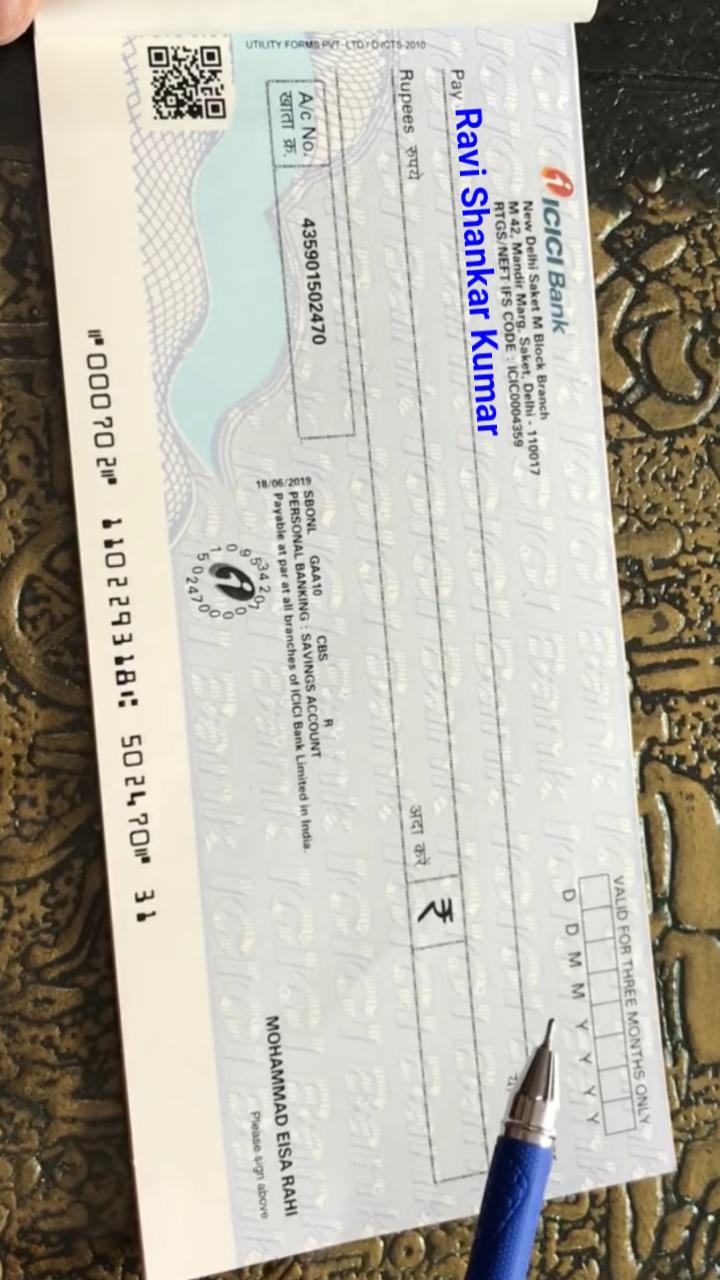 ICICI Bank
New Delhi Saket M Block Branch
M 42, Mandir Marg, Saket, Delhi - 110017
RTGS/NEFT IFS CODE : ICIC0004359
VALID FOR THREE MONTHS ONLY
D D M M Y Y Y Y
Pay Ravi Shankar Kumar
Rupees रुपये
अदा करें ₹
A/c No.
खाता क्र.
435901502470
UTILITY FORMS PVT. LTD / D /CTS-2010
18/06/2019
SBONL GAA10 CBS R
PERSONAL BANKING : SAVINGS ACCOUNT
Payable at par at all branches of ICICI Bank Limited in India.
MOHAMMAD EISA RAHI
Please sign above
⑈000702⑈ 110229318⑆ 502470⑈ 31